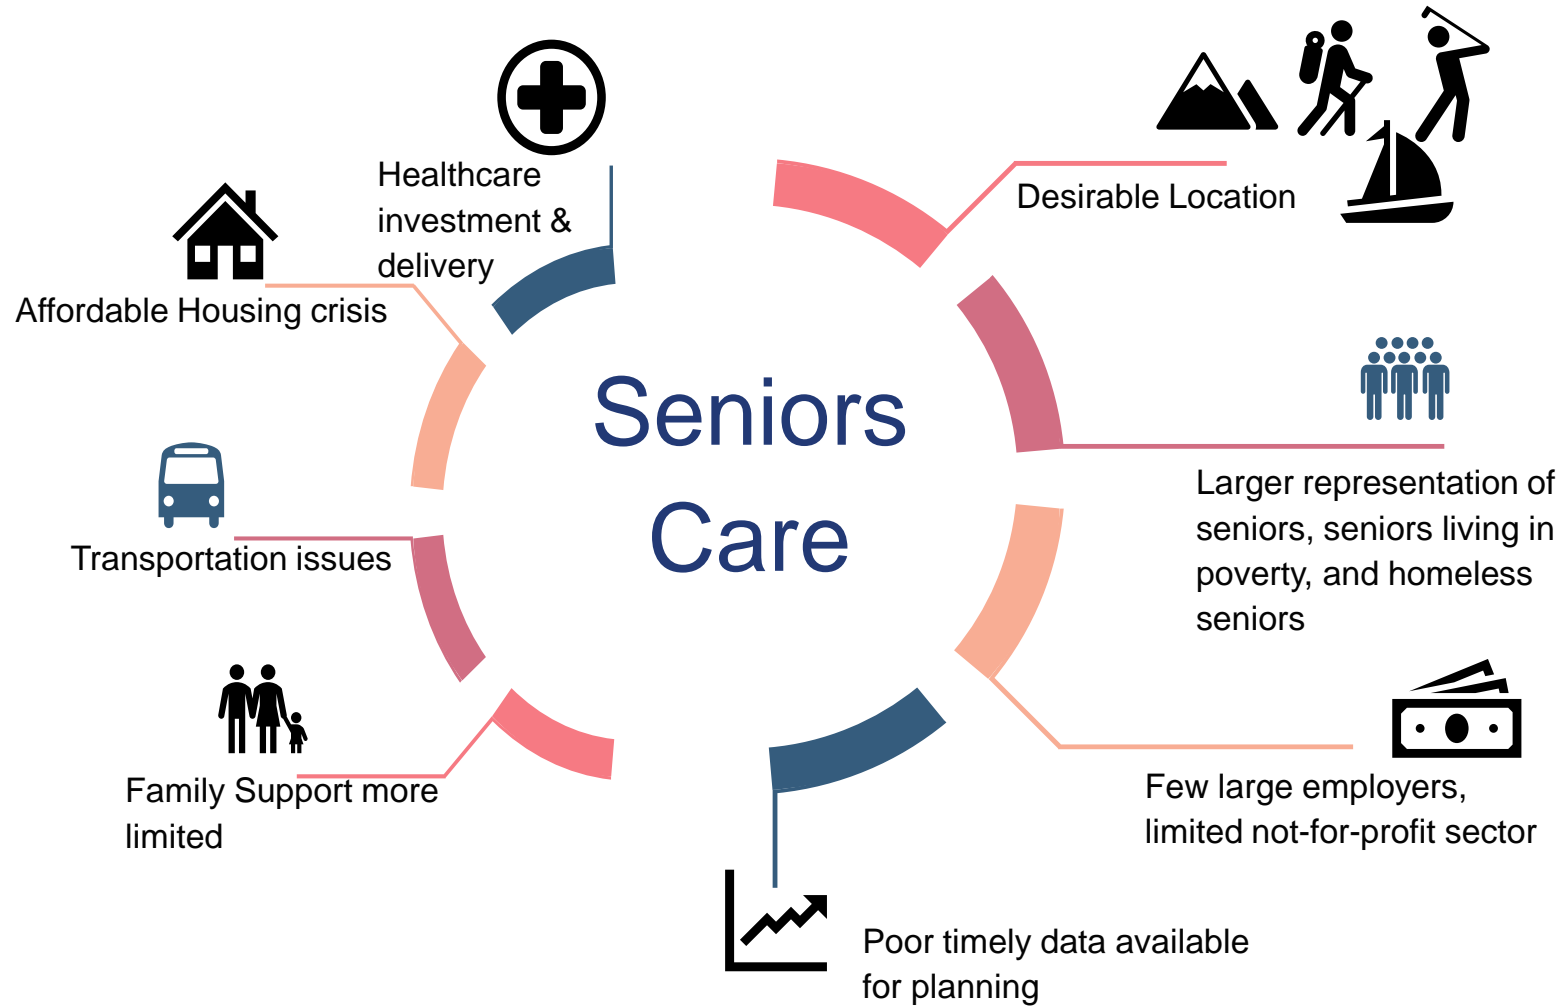 Seniors
Care
Healthcare
investment &
delivery
Desirable Location
Affordable Housing crisis
Larger representation of
seniors, seniors living in
poverty, and homeless
seniors
Transportation issues
Few large employers,
limited not-for-profit sector
Family Support more
limited
Poor timely data available
for planning